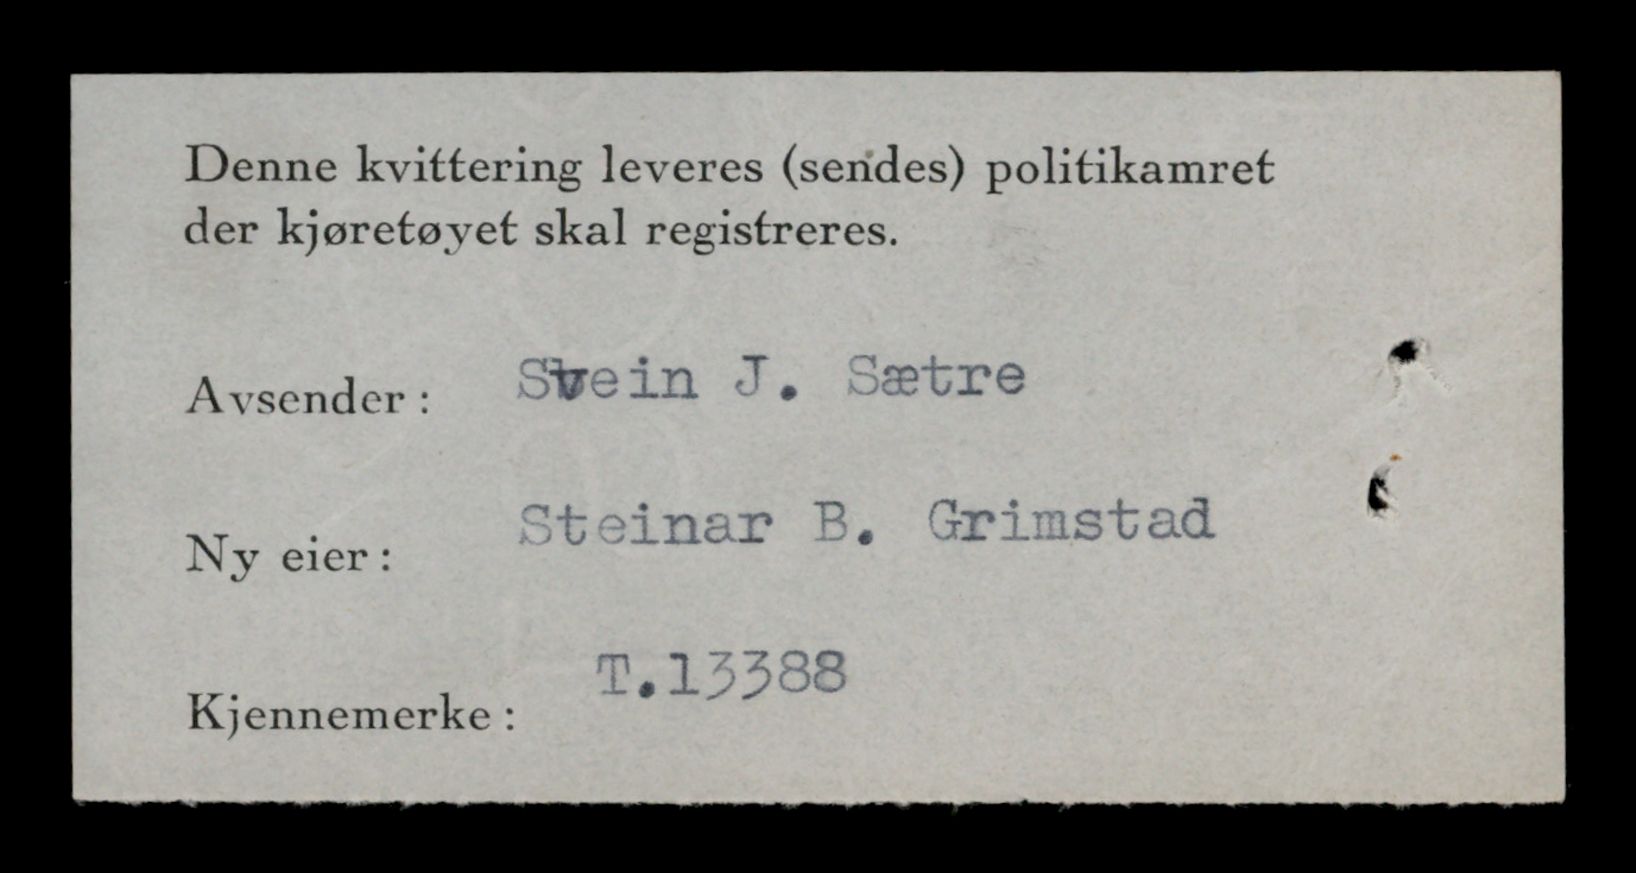 Denne kvittering leveres (sendes) politikamret
der kjøretøyet skal registreres.
Avsender: Svein J. Sætre
Ny eier: Steinar B. Grimstad
Kjennemerke: T.13388